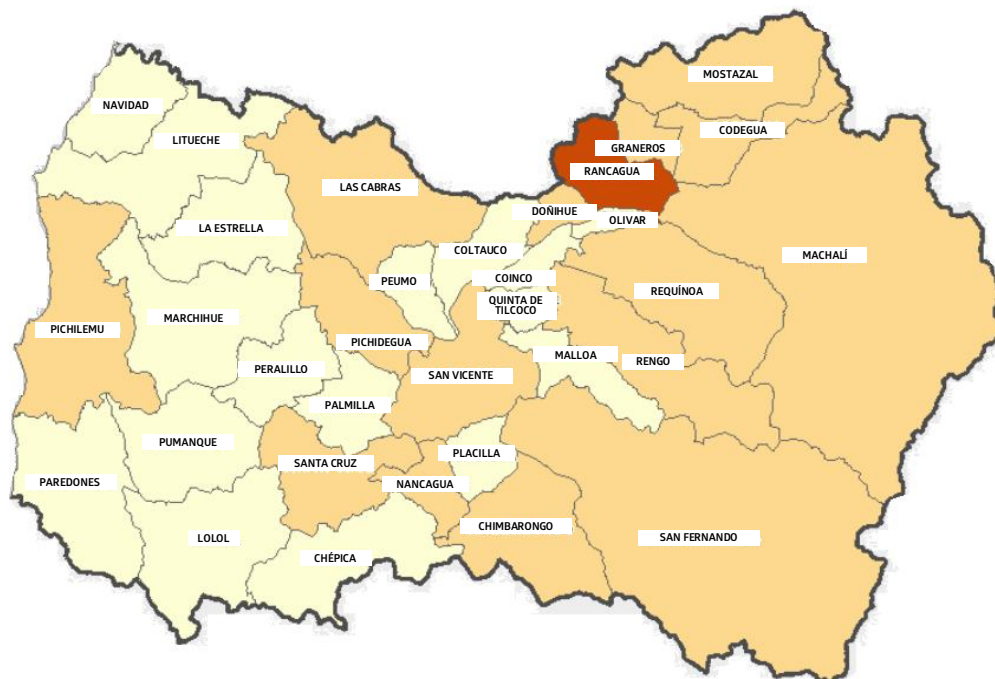 MOSTAZAL
NAVIDAD
CODEGUA
LITUECHE
GRANEROS
RANCAGUA
LAS CABRAS
DOÑIHUE
OLIVAR
LA ESTRELLA
COLTAUCO
MACHALÍ
PEUMO
COINCO
REQUÍNOA
QUINTA DE
TILCOCO
MARCHIHUE
PICHILEMU
PICHIDEGUA
MALLOA
RENGO
PERALILLO
SAN VICENTE
PALMILLA
PUMANQUE
PLACILLA
SANTA CRUZ
PAREDONES
NANCAGUA
CHIMBARONGO
LOLOL
SAN FERNANDO
CHÉPICA